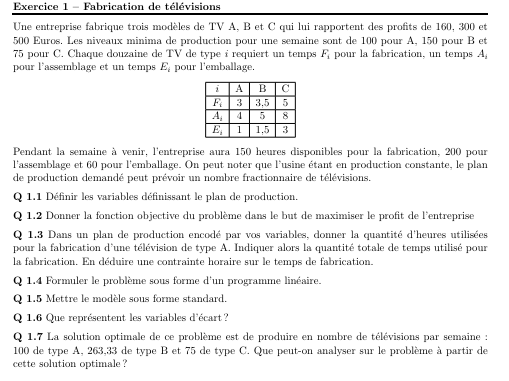 Exercice 1 – Fabrication de télévisions
Une entreprise fabrique trois modèles de TV A, B et C qui lui rapportent des profits de 160, 300 et
500 Euros. Les niveaux minima de production pour une semaine sont de 100 pour A, 150 pour B et
75 pour C. Chaque douzaine de TV de type i requiert un temps Fi pour la fabrication, un temps Ai
pour l'assemblage et un temps Ei pour l'emballage.
i A B C
Fi 3 3,5 5
Ai 4 5 8
Ei 1 1,5 3
Pendant la semaine à venir, l'entreprise aura 150 heures disponibles pour la fabrication, 200 pour
l'assemblage et 60 pour l'emballage. On peut noter que l'usine étant en production constante, le plan
de production demandé peut prévoir un nombre fractionnaire de télévisions.
Q 1.1 Définir les variables définissant le plan de production.
Q 1.2 Donner la fonction objective du problème dans le but de maximiser le profit de l'entreprise
Q 1.3 Dans un plan de production encodé par vos variables, donner la quantité d'heures utilisées
pour la fabrication d'une télévision de type A. Indiquer alors la quantité totale de temps utilisé pour
la fabrication. En déduire une contrainte horaire sur le temps de fabrication.
Q 1.4 Formuler le problème sous forme d'un programme linéaire.
Q 1.5 Mettre le modèle sous forme standard.
Q 1.6 Que représentent les variables d'écart ?
Q 1.7 La solution optimale de ce problème est de produire en nombre de télévisions par semaine :
100 de type A, 263,33 de type B et 75 de type C. Que peut-on analyser sur le problème à partir de
cette solution optimale ?